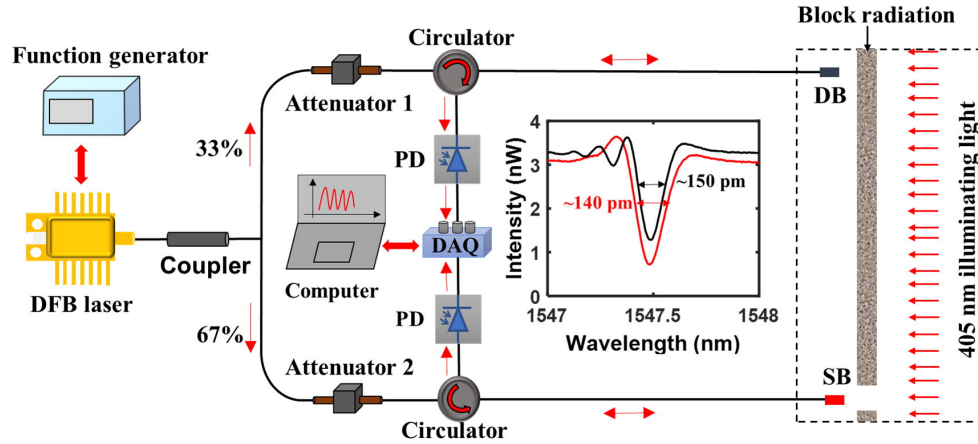 Block radiation
Circulator
Function generator
Attenuator 1
DB
33%
PD
405 nm illuminating light
Intensity (nW)
4
3
2
1
0
~150 pm
~140 pm
1547
1547.5
1548
Wavelength (nm)
DAQ
Coupler
Computer
DFB laser
PD
67%
Attenuator 2
SB
Circulator